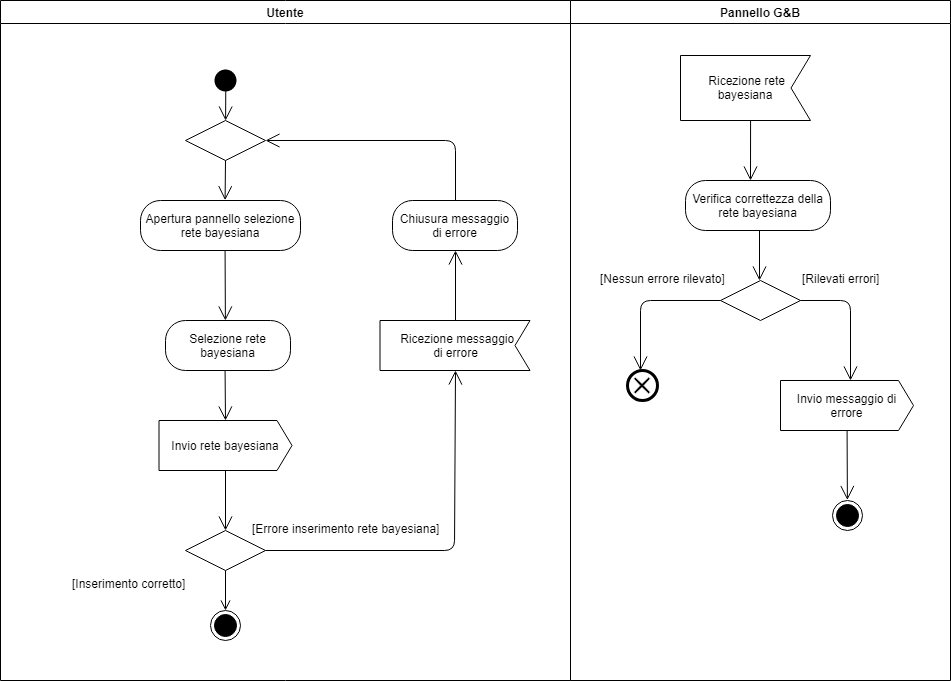 Utente
Pannello G&B
Apertura pannello selezione
rete bayesiana
Selezione rete
bayesiana
Invio rete bayesiana
[Errore inserimento rete bayesiana]
[Inserimento corretto]
Chiusura messaggio
di errore
Ricezione messaggio
di errore
Ricezione rete
bayesiana
Verifica correttezza della
rete bayesiana
[Nessun errore rilevato]
[Rilevati errori]
Invio messaggio di
errore